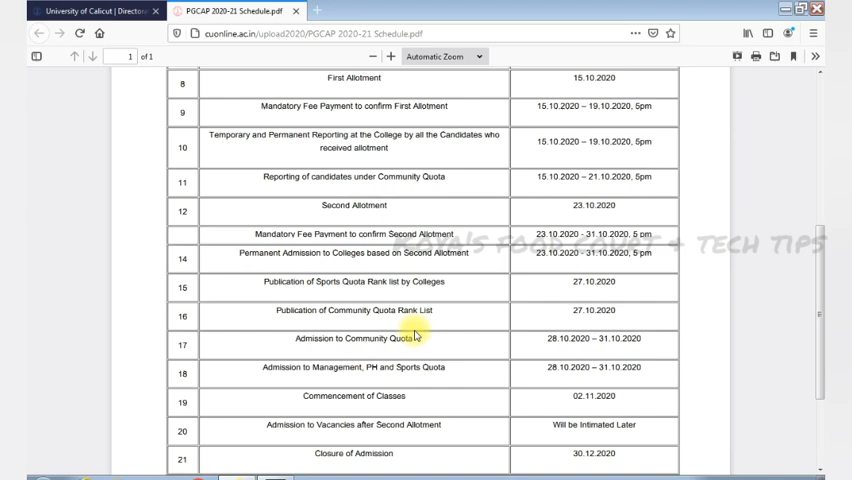 University of Calicut | Director
PGCAP 2020-21 Schedule.pdf
cuonline.ac.in/upload2020/PGCAP 2020-21 Schedule.pdf
1 of 1
Automatic Zoom
8 First Allotment 15.10.2020
9 Mandatory Fee Payment to confirm First Allotment 15.10.2020 – 19.10.2020, 5pm
Temporary and Permanent Reporting at the College by all the Candidates who
10 received allotment 15.10.2020 – 19.10.2020, 5pm
11 Reporting of candidates under Community Quota 15.10.2020 – 21.10.2020, 5pm
12 Second Allotment 23.10.2020
Mandatory Fee Payment to confirm Second Allotment 23.10.2020 - 31.10.2020, 5 pm
KOYA'S FOOD COURT & TECH TIPS
14 Permanent Admission to Colleges based on Second Allotment 23.10.2020 - 31.10.2020, 5 pm
15 Publication of Sports Quota Rank list by Colleges 27.10.2020
16 Publication of Community Quota Rank List 27.10.2020
17 Admission to Community Quota 28.10.2020 – 31.10.2020
18 Admission to Management, PH and Sports Quota 28.10.2020 – 31.10.2020
19 Commencement of Classes 02.11.2020
20 Admission to Vacancies after Second Allotment Will be Intimated Later
21 Closure of Admission 30.12.2020